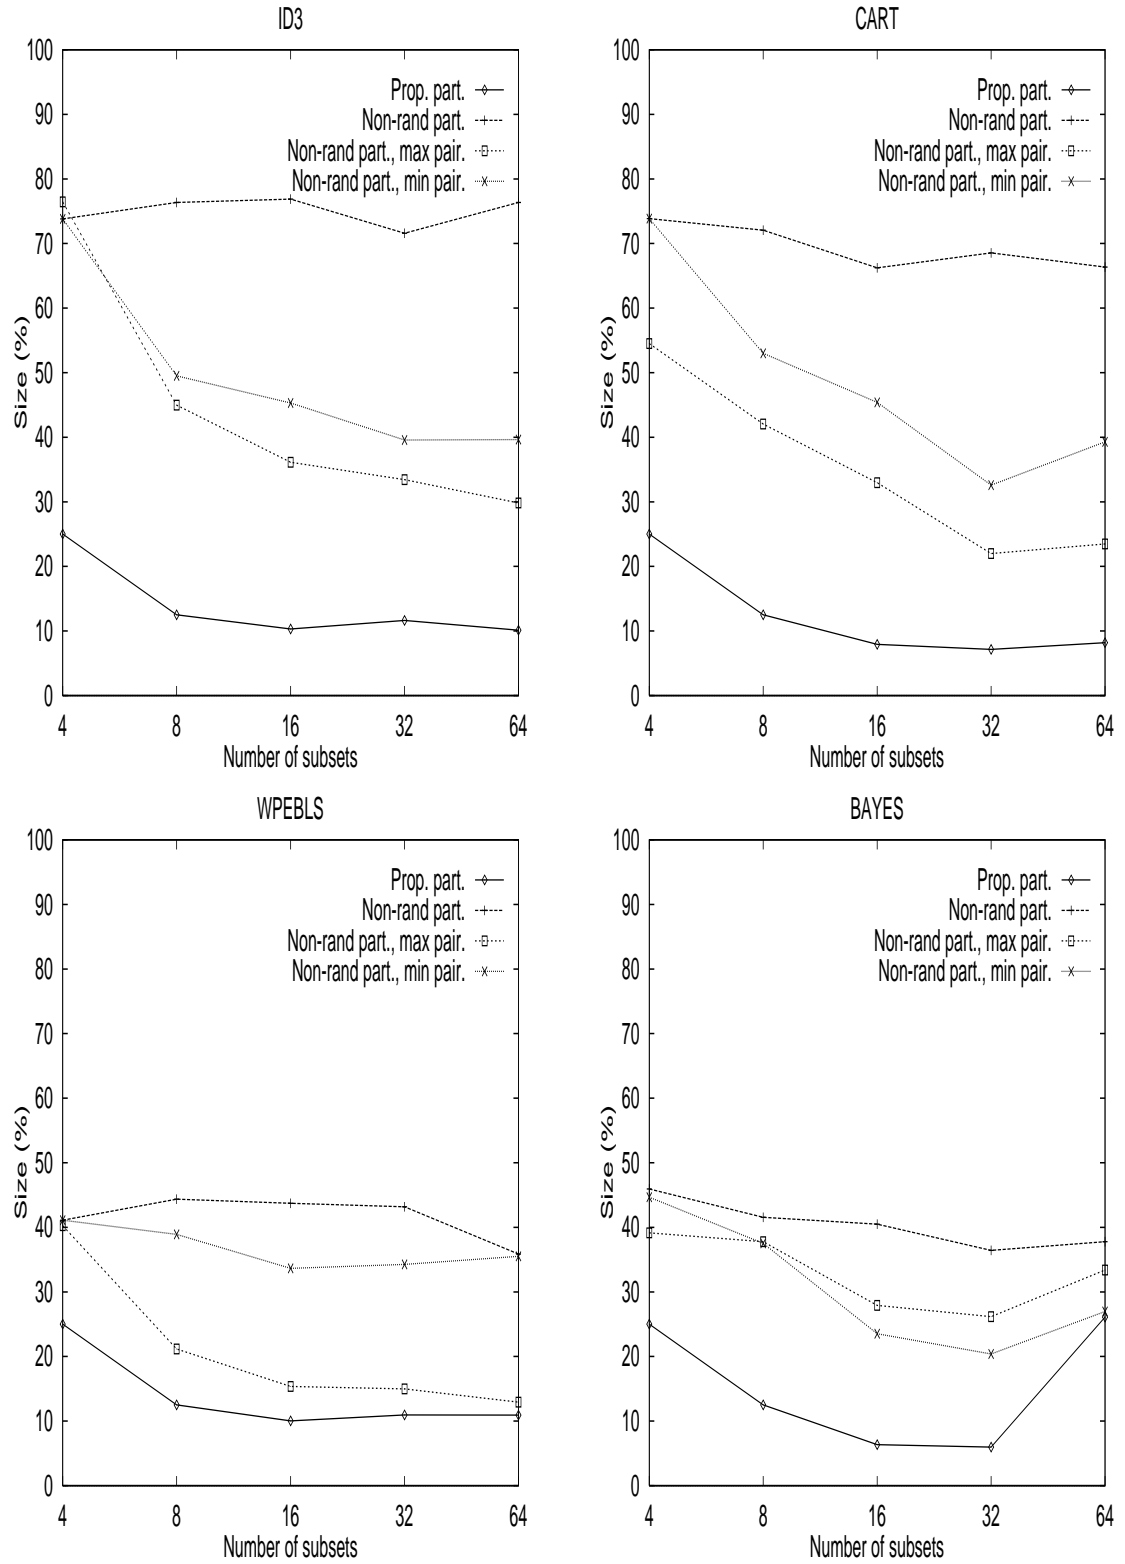 ID3
100
90
80
70
60
50
40
30
20
10
0
Size (%)
Prop. part.
Non-rand part.
Non-rand part., max pair.
Non-rand part., min pair.
4 8 16 32 64
Number of subsets
CART
100
90
80
70
60
50
40
30
20
10
0
Size (%)
Prop. part.
Non-rand part.
Non-rand part., max pair.
Non-rand part., min pair.
4 8 16 32 64
Number of subsets
WPEBLS
100
90
80
70
60
50
40
30
20
10
0
Size (%)
Prop. part.
Non-rand part.
Non-rand part., max pair.
Non-rand part., min pair.
4 8 16 32 64
Number of subsets
BAYES
100
90
80
70
60
50
40
30
20
10
0
Size (%)
Prop. part.
Non-rand part.
Non-rand part., max pair.
Non-rand part., min pair.
4 8 16 32 64
Number of subsets